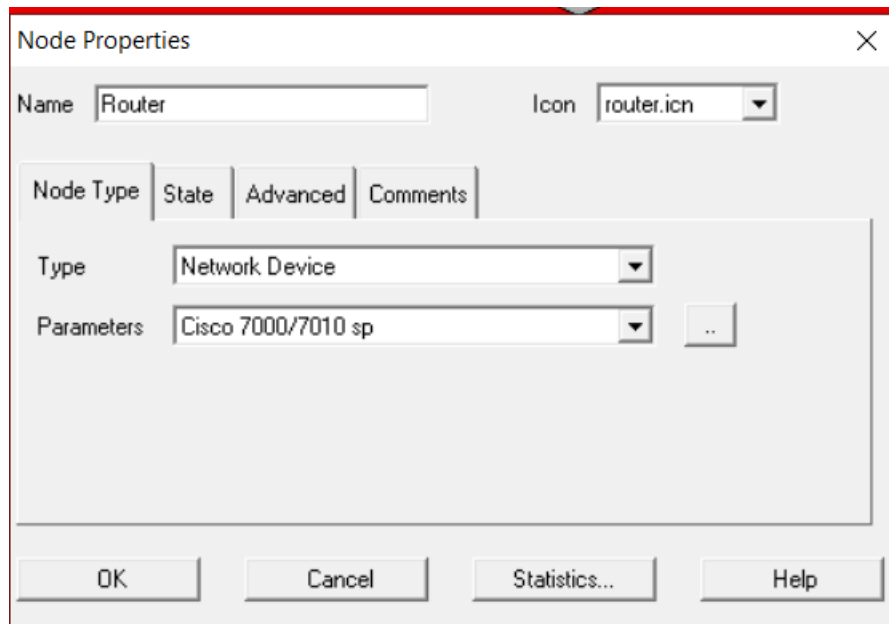 Node Properties
Name Router Icon router.icn
Node Type State Advanced Comments
Type Network Device
Parameters Cisco 7000/7010 sp ..
OK Cancel Statistics... Help